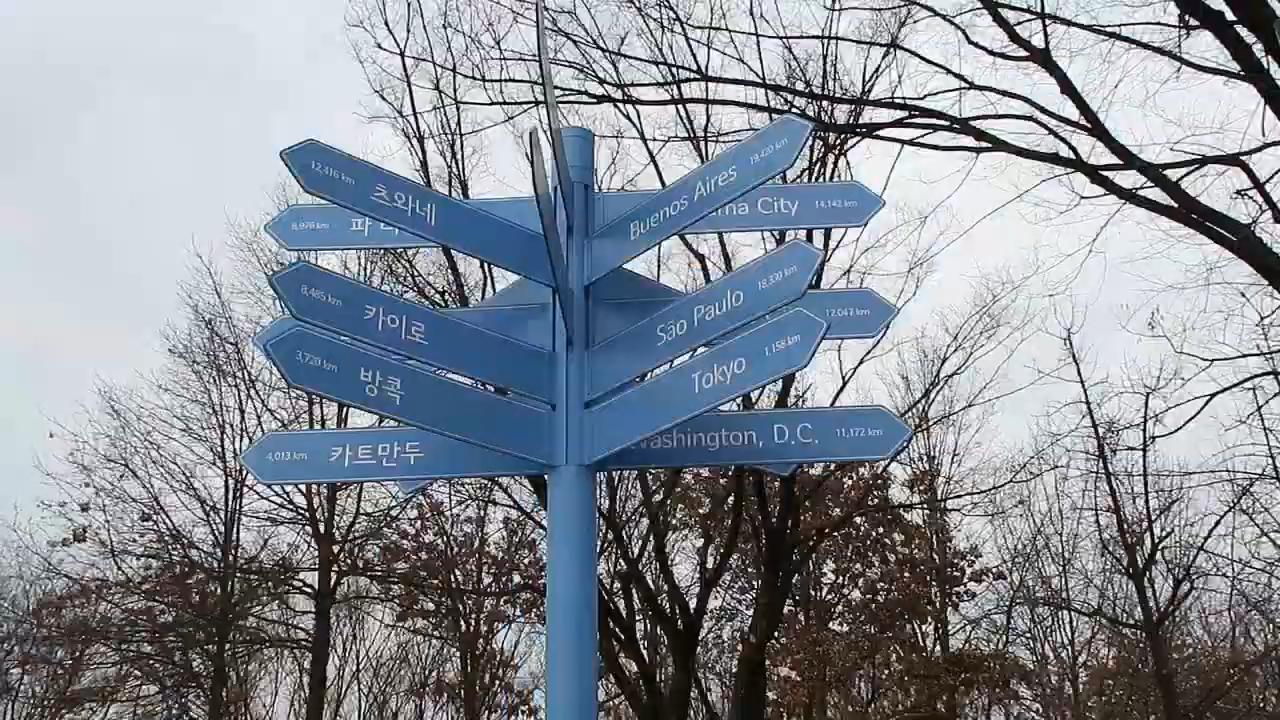 12,416 km 츠와네
8,976 km 파리
8,485 km 카이로
3,720 km 방콕
4,013 km 카트만두
Buenos Aires 19,420 km
City 14,142 km
São Paulo 18,330 km
12,047 km
Tokyo 1,158 km
Washington, D.C. 11,172 km